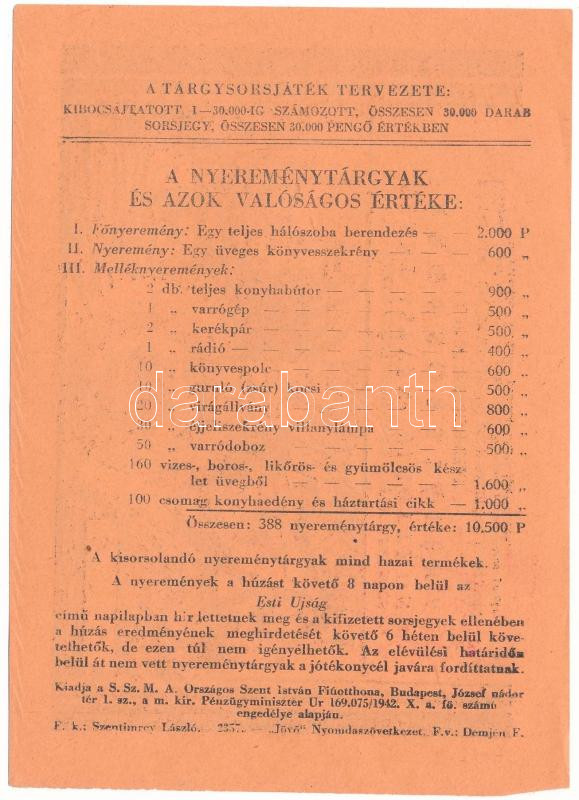 A TÁRGYSORSJÁTÉK TERVEZETE:
KIBOCSÁJTATOTT 1—30.000-IG SZÁMOZOTT, ÖSSZESEN 30.000 DARAB
SORSJEGY, ÖSSZESEN 30.000 PENGŐ ÉRTÉKBEN
A NYEREMÉNYTÁRGYAK
ÉS AZOK VALÓSÁGOS ÉRTÉKE:
I. Főnyeremény: Egy teljes hálószoba berendezés — — 2.000 P
II. Nyeremény: Egy üveges könyvesszekrény — — — 600 „
III. Melléknyeremények:
2 db. teljes konyhabútor — — — — — — 900 „
1 „ varrógép — — — — — — 500 „
2 „ kerékpár — — — — — — 500 „
1 „ rádió — — — — — — — 400 „
10 „ könyvespolc — — — — — 600 „
10 „ guruló (zsúr) kocsi — — — — 500 „
20 „ virágállvány — — — — — 800 „
„ éjjeliszekrény villanylámpa — — — 600 „
50 „ varródoboz — — — — — 500 „
160 vizes-, boros-, likőrös- és gyümölcsös kész-
let üvegből — — — — — — 1.600 „
100 csomag konyhaedény és háztartási cikk — 1.000 „
Összesen: 388 nyereménytárgy, értéke: 10.500 P
A kisorsolandó nyereménytárgyak mind hazai termékek.
A nyeremények a húzást követő 8 napon belül az
Esti Ujság
című napilapban hirlettetnek meg és a kifizetett sorsjegyek ellenében
a húzás eredményének meghirdetését követő 6 héten belül köve-
telhetők, de ezen túl nem igényelhetők. Az elévülési határidőn
belül át nem vett nyereménytárgyak a jótékonycél javára fordíttatnak.
Kiadja a S. Sz. M. A. Országos Szent István Fiúotthona, Budapest, József nádor
tér 1. sz., a m. kir. Pénzügyminiszter Ur 169.075/1942. X. a. fő. számú
engedélye alapján.
F. k.: Szentimrey László. — 2357. — „Jövő" Nyomdaszövetkezet. F.v.: Demjén F.
darabanth